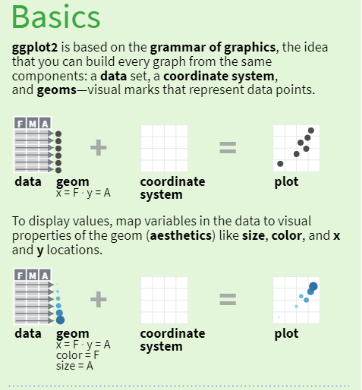 Basics
ggplot2 is based on the grammar of graphics, the idea
that you can build every graph from the same
components: a data set, a coordinate system,
and geoms—visual marks that represent data points.
F M A
+ =
data geom coordinate plot
x = F · y = A system
To display values, map variables in the data to visual
properties of the geom (aesthetics) like size, color, and x
and y locations.
F M A
+ =
data geom coordinate plot
x = F · y = A system
color = F
size = A